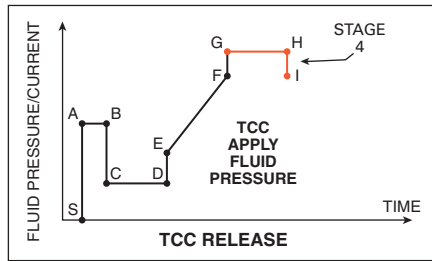 FLUID PRESSURE/CURRENT
G
H
STAGE
4
F
I
A
B
E
TCC
APPLY
FLUID
PRESSURE
C
D
S
TIME
TCC RELEASE